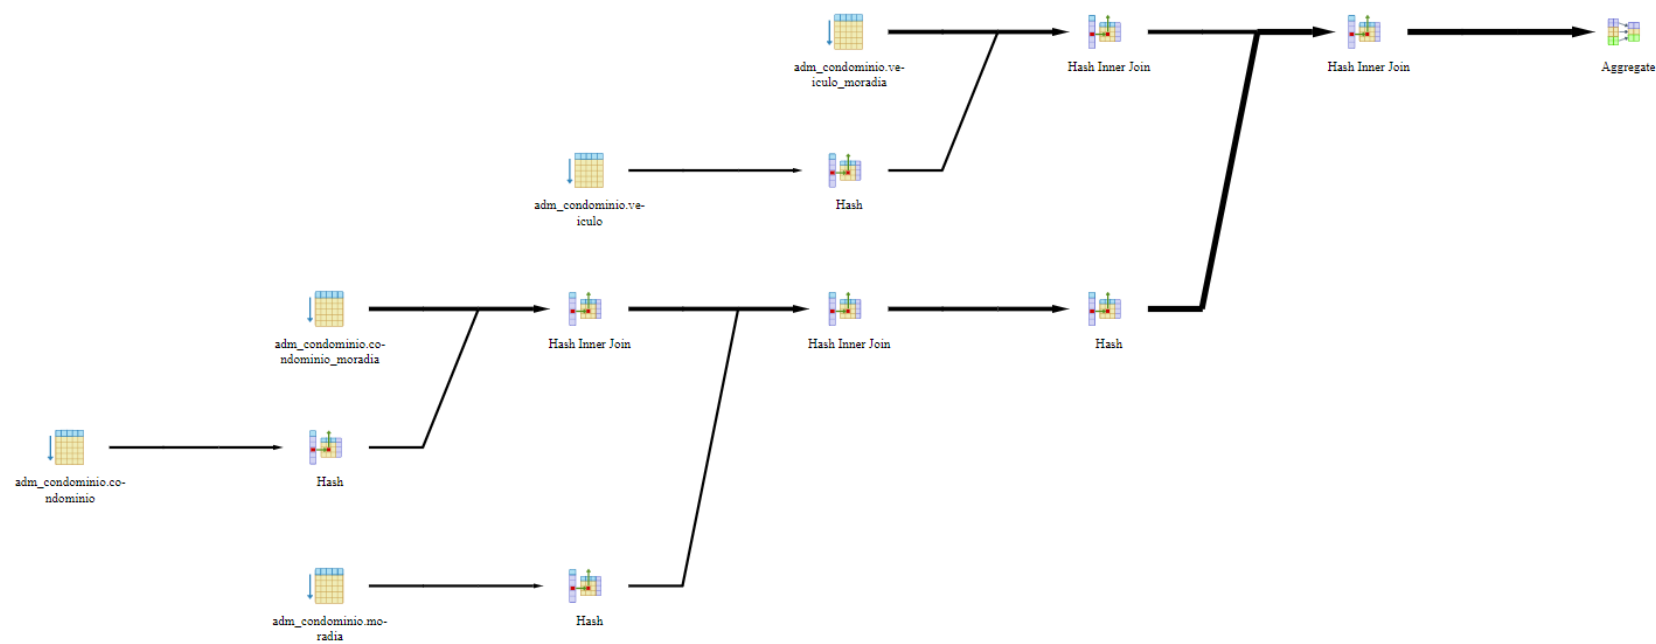 adm_condominio.ve-
iculo_moradia
Hash Inner Join
Hash Inner Join
Aggregate
adm_condominio.ve-
iculo
Hash
adm_condominio.co-
ndominio_moradia
Hash Inner Join
Hash Inner Join
Hash
adm_condominio.co-
ndominio
Hash
adm_condominio.mo-
radia
Hash